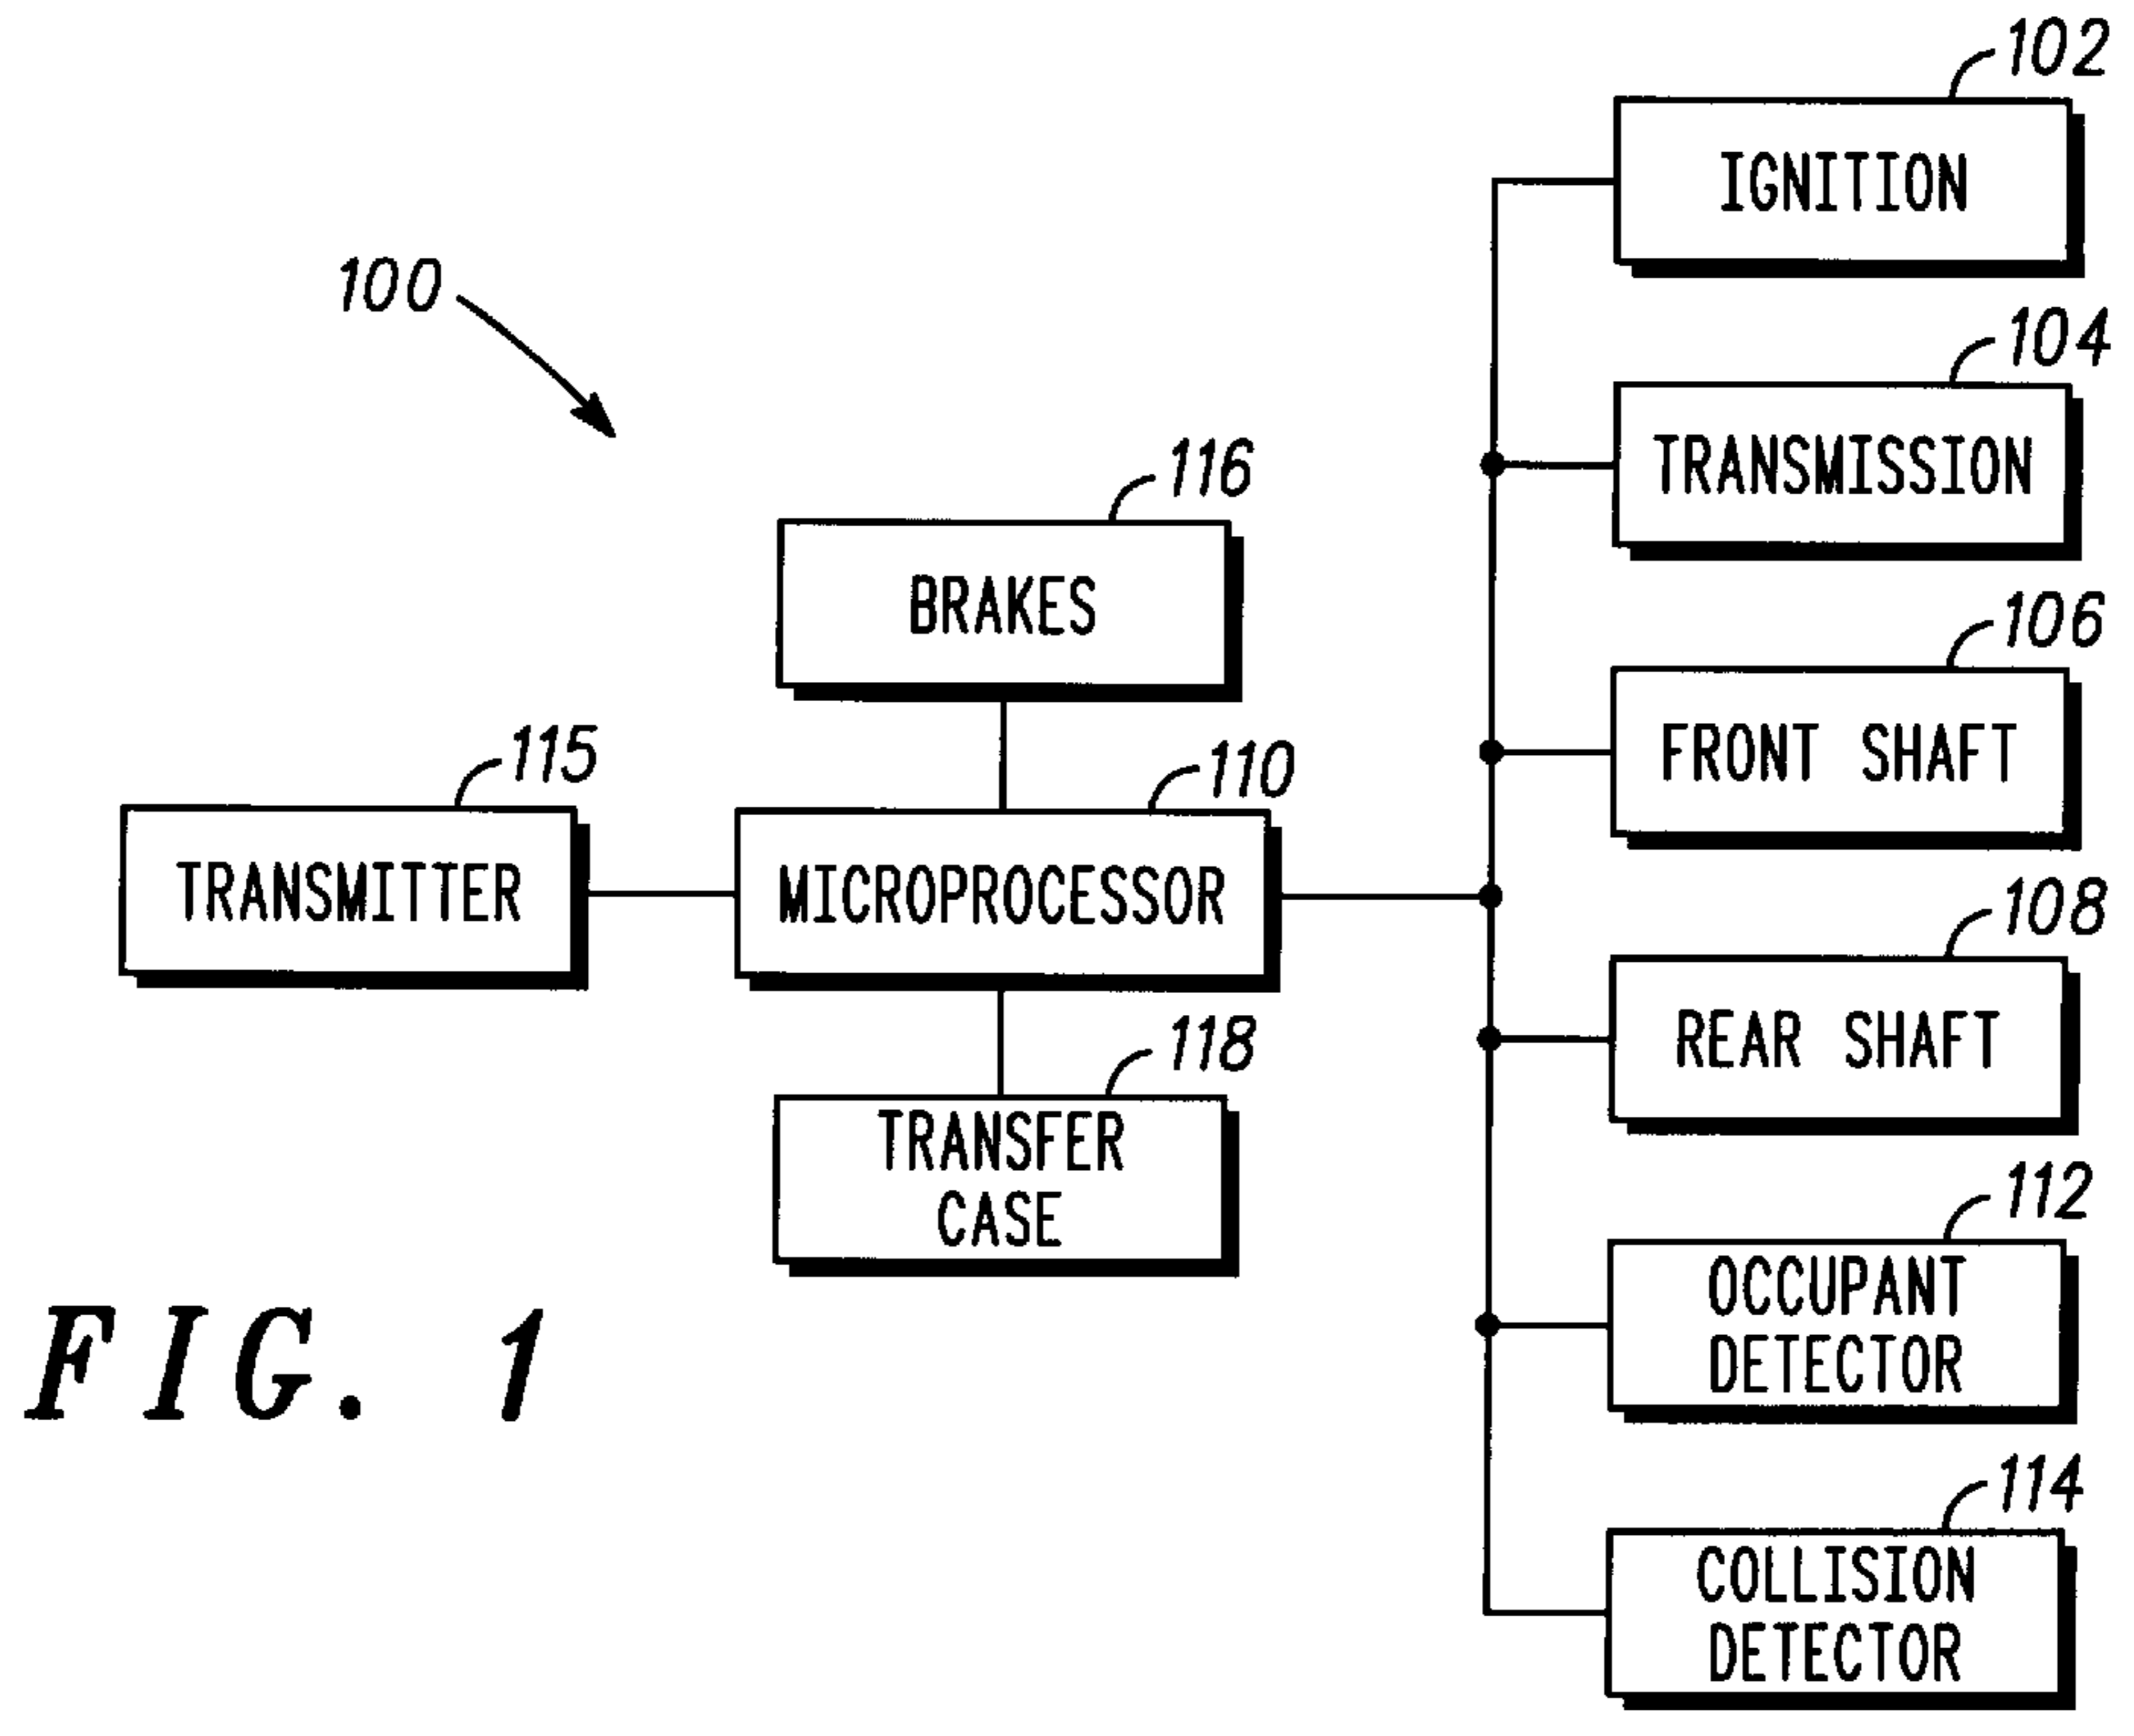 102
IGNITION
100
104
TRANSMISSION
116
BRAKES
106
FRONT SHAFT
115
TRANSMITTER
110
MICROPROCESSOR
108
REAR SHAFT
118
TRANSFER
CASE
112
OCCUPANT
DETECTOR
FIG. 1
114
COLLISION
DETECTOR